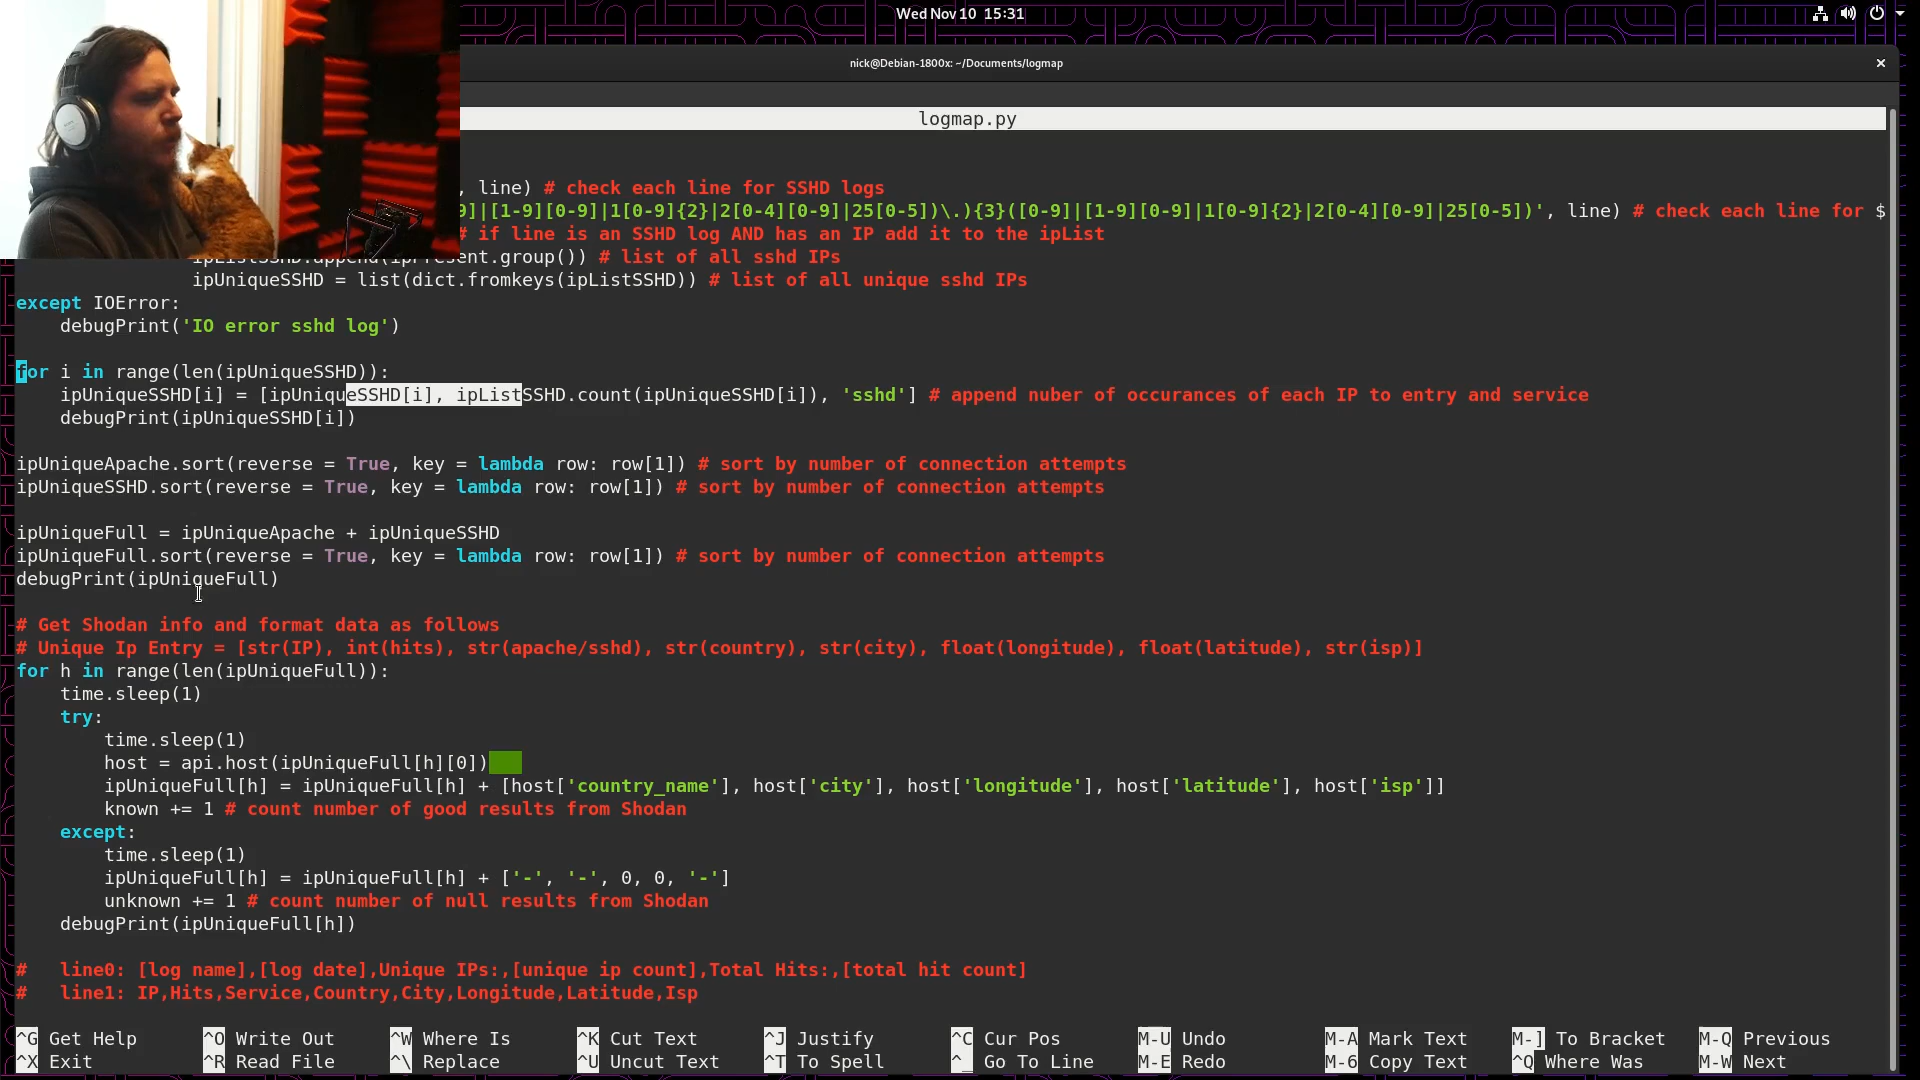 Wed Nov 10 15:31
nick@Debian-1800x: ~/Documents/logmap
logmap.py
, line) # check each line for SSHD logs
9]|[1-9][0-9]|1[0-9]{2}|2[0-4][0-9]|25[0-5])\.){3}([0-9]|[1-9][0-9]|1[0-9]{2}|2[0-4][0-9]|25[0-5])', line) # check each line for $
# if line is an SSHD log AND has an IP add it to the ipList
ipListSSHD.append(ipPresent.group()) # list of all sshd IPs
ipUniqueSSHD = list(dict.fromkeys(ipListSSHD)) # list of all unique sshd IPs
except IOError:
debugPrint('IO error sshd log')
for i in range(len(ipUniqueSSHD)):
ipUniqueSSHD[i] = [ipUniqueSSHD[i], ipListSSHD.count(ipUniqueSSHD[i]), 'sshd'] # append nuber of occurances of each IP to entry and service
debugPrint(ipUniqueSSHD[i])
ipUniqueApache.sort(reverse = True, key = lambda row: row[1]) # sort by number of connection attempts
ipUniqueSSHD.sort(reverse = True, key = lambda row: row[1]) # sort by number of connection attempts
ipUniqueFull = ipUniqueApache + ipUniqueSSHD
ipUniqueFull.sort(reverse = True, key = lambda row: row[1]) # sort by number of connection attempts
debugPrint(ipUniqueFull)
# Get Shodan info and format data as follows
# Unique Ip Entry = [str(IP), int(hits), str(apache/sshd), str(country), str(city), float(longitude), float(latitude), str(isp)]
for h in range(len(ipUniqueFull)):
time.sleep(1)
try:
time.sleep(1)
host = api.host(ipUniqueFull[h][0])
ipUniqueFull[h] = ipUniqueFull[h] + [host['country_name'], host['city'], host['longitude'], host['latitude'], host['isp']]
known += 1 # count number of good results from Shodan
except:
time.sleep(1)
ipUniqueFull[h] = ipUniqueFull[h] + ['-', '-', 0, 0, '-']
unknown += 1 # count number of null results from Shodan
debugPrint(ipUniqueFull[h])
#   line0: [log name],[log date],Unique IPs:,[unique ip count],Total Hits:,[total hit count]
#   line1: IP,Hits,Service,Country,City,Longitude,Latitude,Isp
^G Get Help ^O Write Out ^W Where Is ^K Cut Text ^J Justify ^C Cur Pos M-U Undo M-A Mark Text M-] To Bracket M-Q Previous
^X Exit ^R Read File ^\ Replace ^U Uncut Text ^T To Spell ^_ Go To Line M-E Redo M-6 Copy Text ^Q Where Was M-W Next